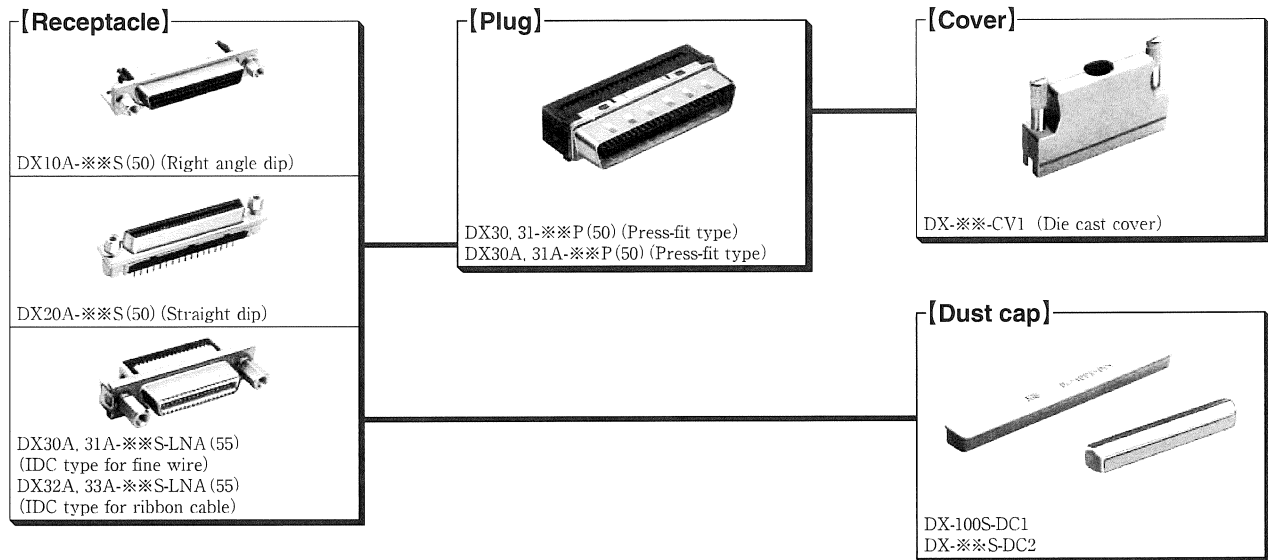 【Receptacle】
DX10A-※※S(50) (Right angle dip)
DX20A-※※S(50) (Straight dip)
DX30A, 31A-※※S-LNA(55)
(IDC type for fine wire)
DX32A, 33A-※※S-LNA(55)
(IDC type for ribbon cable)
【Plug】
DX30, 31-※※P(50) (Press-fit type)
DX30A, 31A-※※P(50) (Press-fit type)
【Cover】
DX-※※-CV1 (Die cast cover)
【Dust cap】
DX-100S-DC1
DX-※※S-DC2